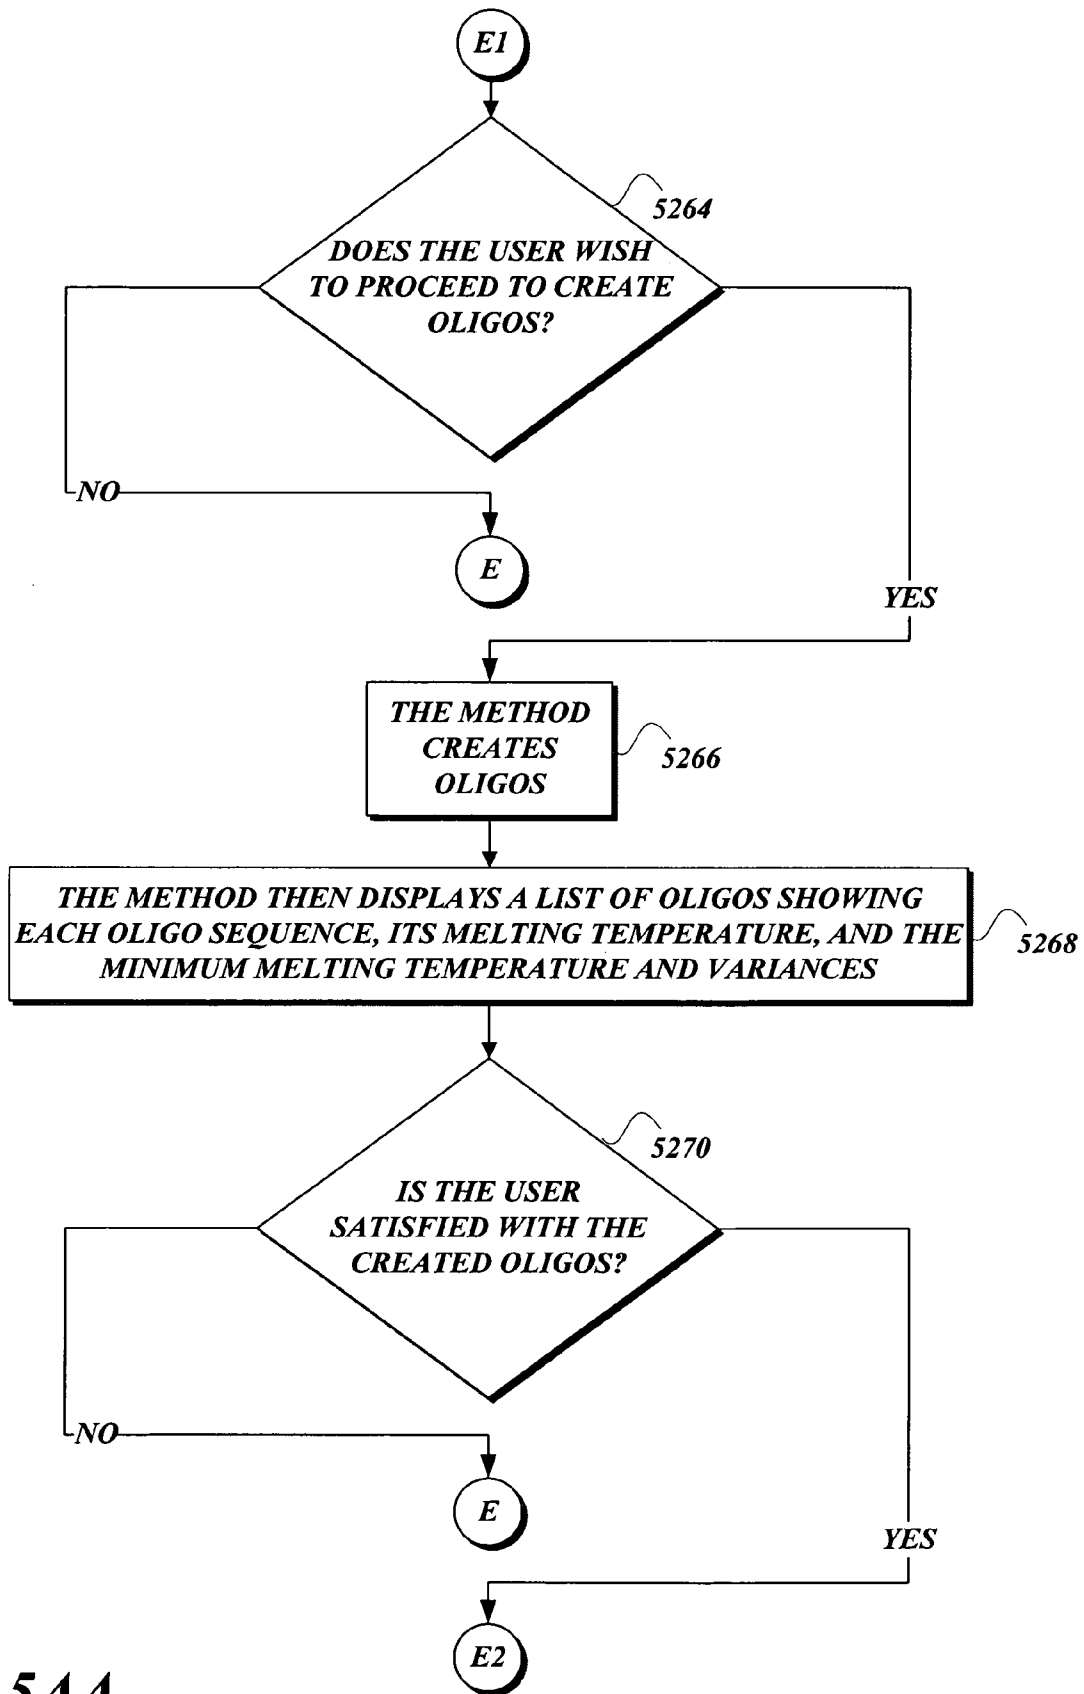 E1
5264
DOES THE USER WISH
TO PROCEED TO CREATE
OLIGOS?
NO
E
YES
THE METHOD
CREATES
OLIGOS
5266
THE METHOD THEN DISPLAYS A LIST OF OLIGOS SHOWING
EACH OLIGO SEQUENCE, ITS MELTING TEMPERATURE, AND THE
MINIMUM MELTING TEMPERATURE AND VARIANCES
5268
5270
IS THE USER
SATISFIED WITH THE
CREATED OLIGOS?
NO
E
YES
E2